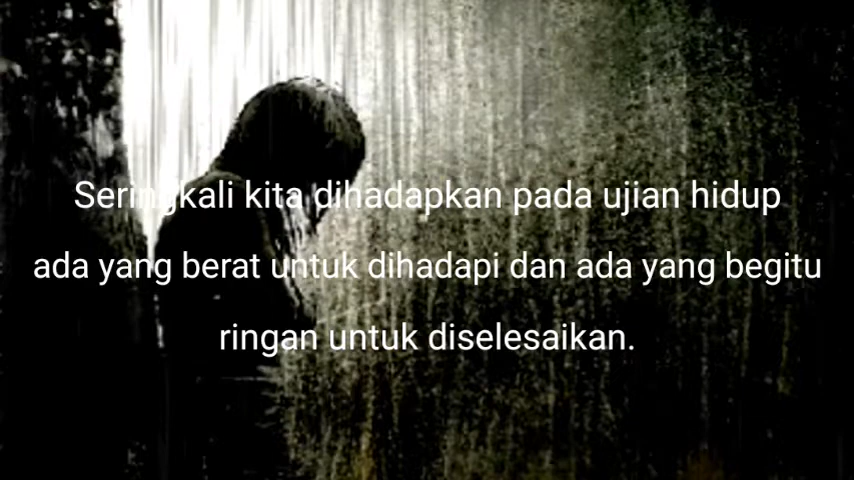 Seringkali kita dihadapkan pada ujian hidup
ada yang berat untuk dihadapi dan ada yang begitu
ringan untuk diselesaikan.